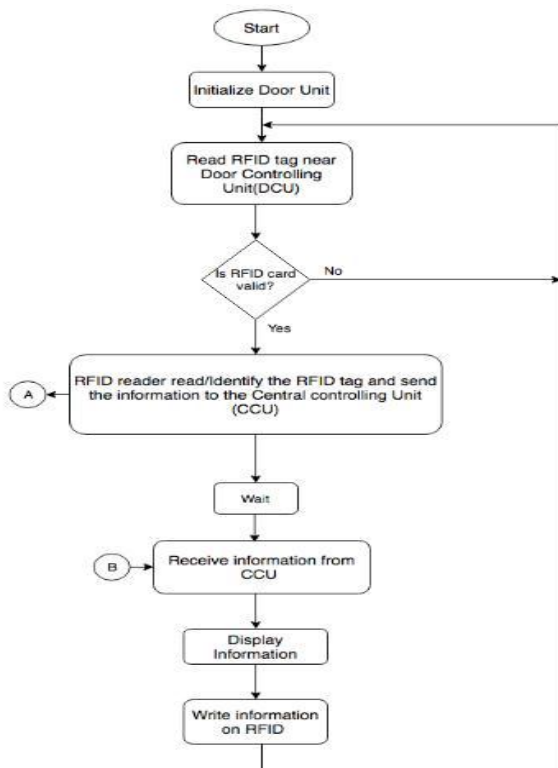 Start
Initialize Door Unit
Read RFID tag near
Door Controlling
Unit(DCU)
Is RFID card
valid?
No
Yes
RFID reader read/Identify the RFID tag and send
the information to the Central controlling Unit
(CCU)
A
Wait
B
Receive information from
CCU
Display
Information
Write information
on RFID